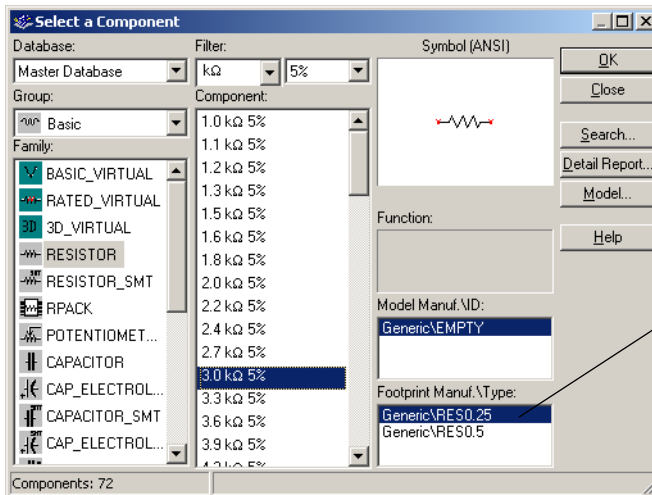 Select a Component
Database:
Master Database
Group:
Basic
Family:
BASIC_VIRTUAL
RATED_VIRTUAL
3D_VIRTUAL
RESISTOR
RESISTOR_SMT
RPACK
POTENTIOMET...
CAPACITOR
CAP_ELECTROL...
CAPACITOR_SMT
CAP_ELECTROL...
Filter:
kΩ 5%
Component:
1.0 kΩ 5%
1.1 kΩ 5%
1.2 kΩ 5%
1.3 kΩ 5%
1.5 kΩ 5%
1.6 kΩ 5%
1.8 kΩ 5%
2.0 kΩ 5%
2.2 kΩ 5%
2.4 kΩ 5%
2.7 kΩ 5%
3.0 kΩ 5%
3.3 kΩ 5%
3.6 kΩ 5%
3.9 kΩ 5%
Symbol (ANSI)
Function:
Model Manuf.\ID:
Generic\EMPTY
Footprint Manuf.\Type:
Generic\RES0.25
Generic\RES0.5
OK
Close
Search...
Detail Report...
Model...
Help
Components: 72